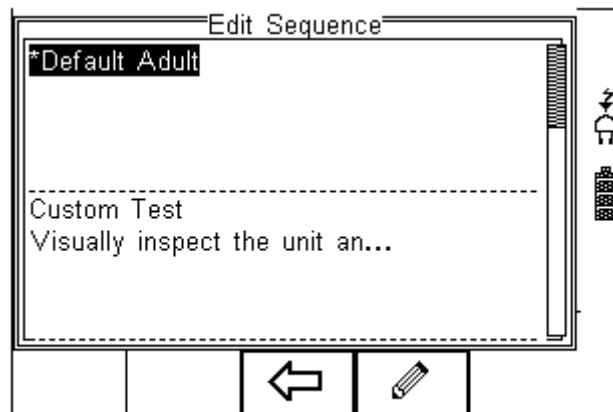 Edit Sequence
*Default Adult
Custom Test
Visually inspect the unit an...